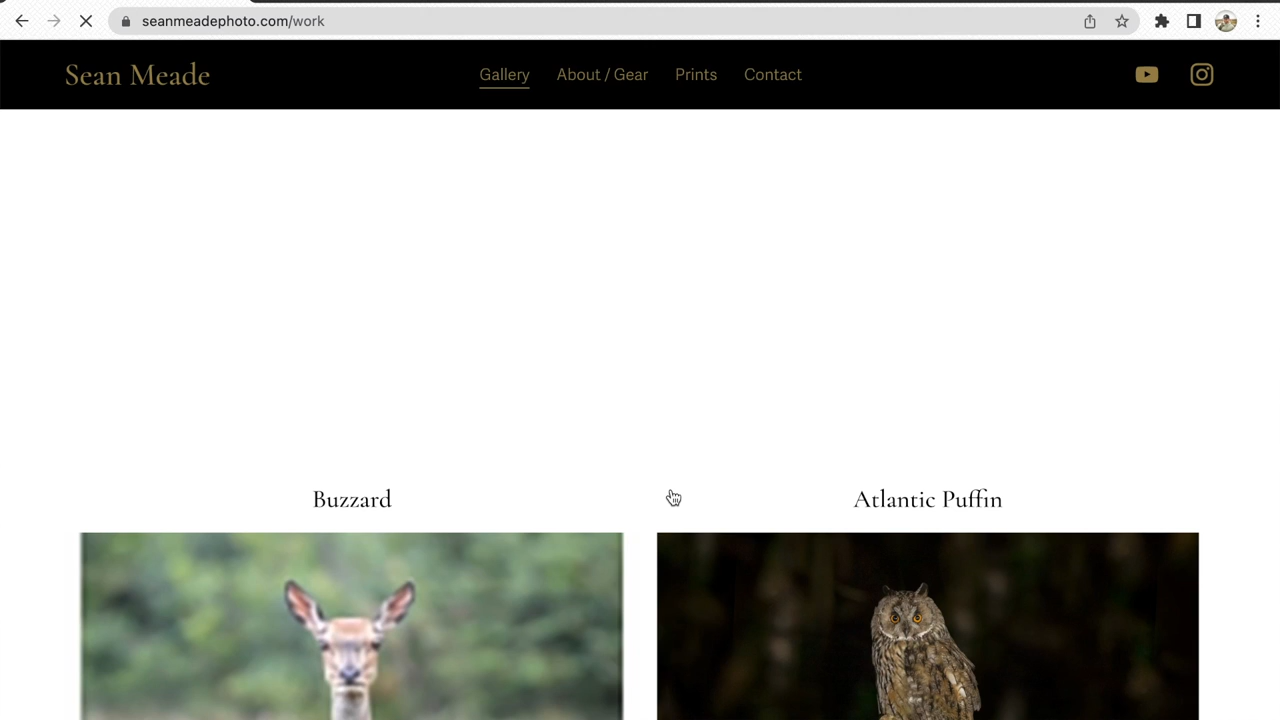 seanmeadephoto.com/work
Sean Meade
Gallery
About / Gear
Prints
Contact
Buzzard
Atlantic Puffin